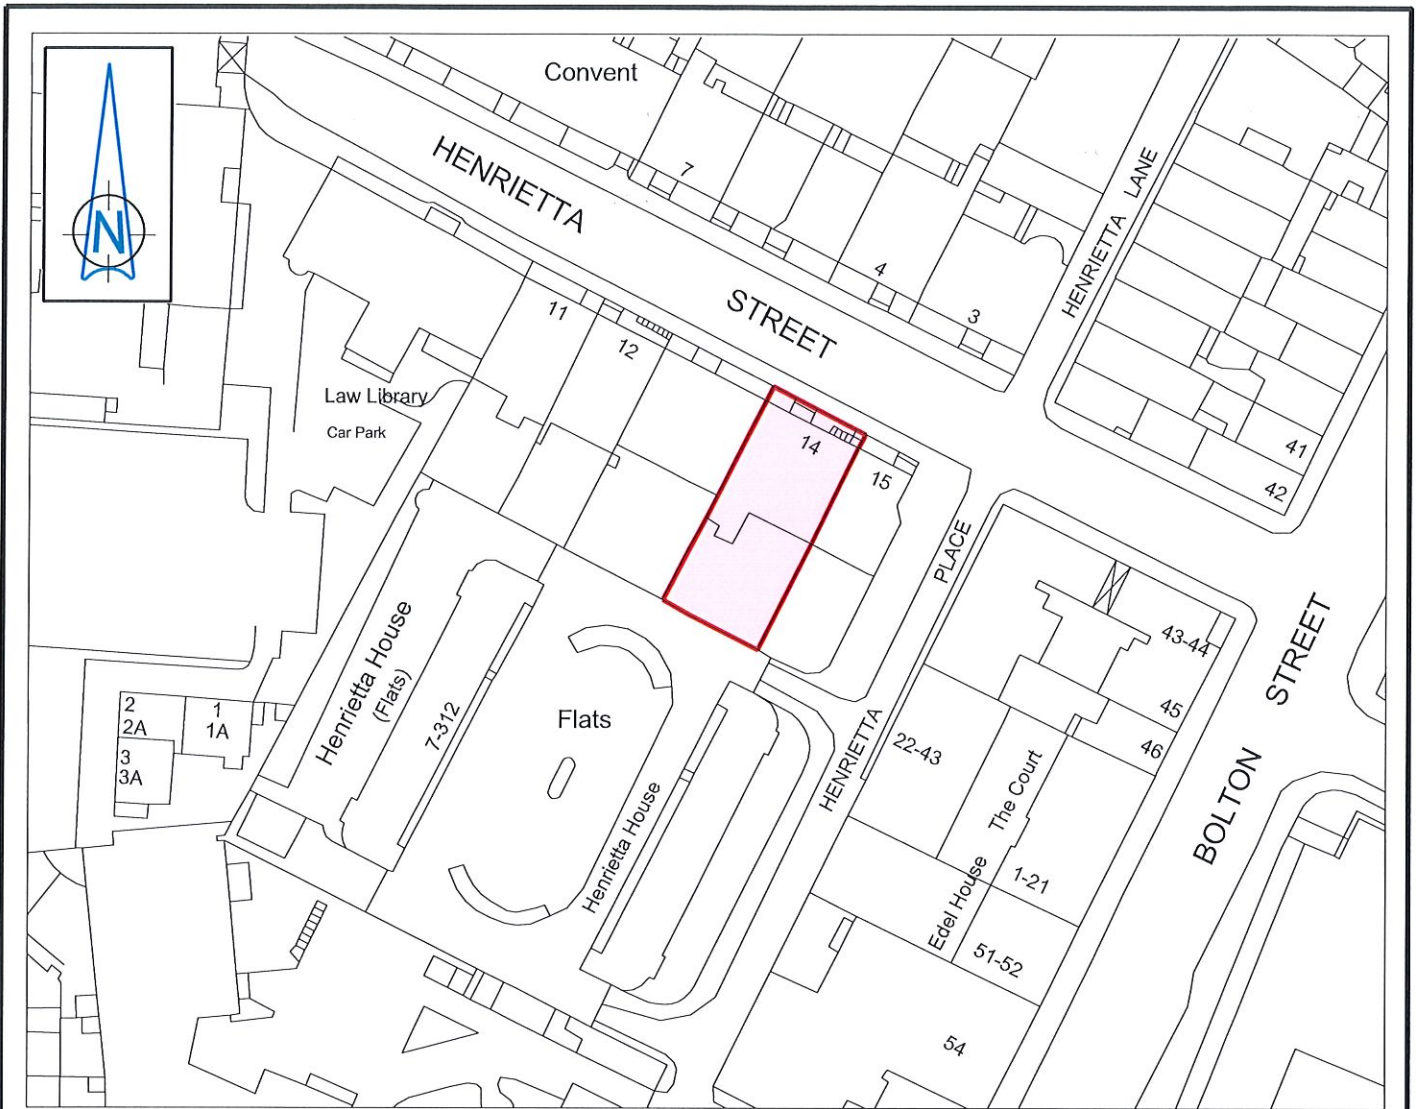 N
Convent
HENRIETTA
STREET
7
4
3
HENRIETTA LANE
11
12
14
15
41
42
Law Library
Car Park
PLACE
HENRIETTA
43-44
45
46
STREET
BOLTON
Henrietta House
(Flats)
7-312
Flats
Henrietta House
2
2A
1
1A
3
3A
22-43
The Court
Edel House
1-21
51-52
54